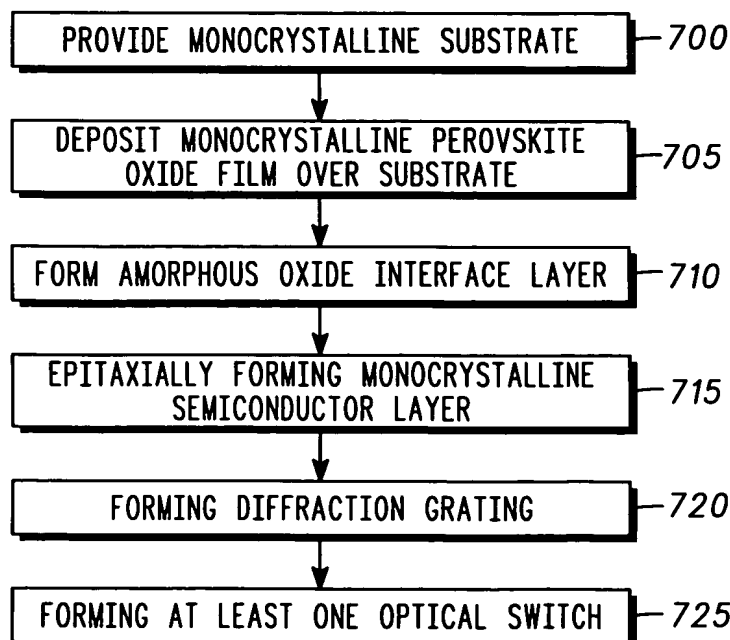 PROVIDE MONOCRYSTALLINE SUBSTRATE 700
DEPOSIT MONOCRYSTALLINE PEROVSKITE
OXIDE FILM OVER SUBSTRATE 705
FORM AMORPHOUS OXIDE INTERFACE LAYER 710
EPITAXIALLY FORMING MONOCRYSTALLINE
SEMICONDUCTOR LAYER 715
FORMING DIFFRACTION GRATING 720
FORMING AT LEAST ONE OPTICAL SWITCH 725